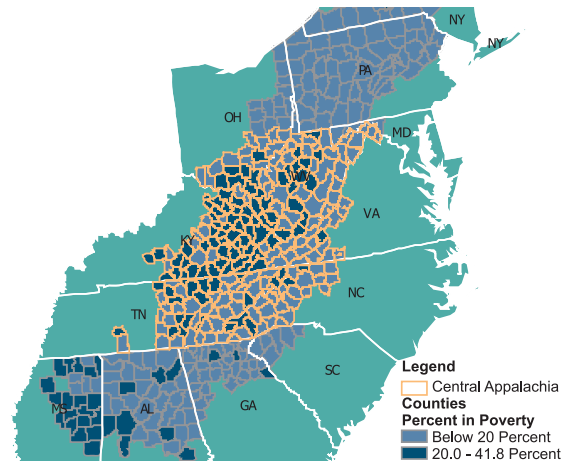 NY
NY
PA
OH
MD
WV
VA
KY
NC
TN
SC
MS
AL
GA
Legend
Central Appalachia
Counties
Percent in Poverty
Below 20 Percent
20.0 - 41.8 Percent